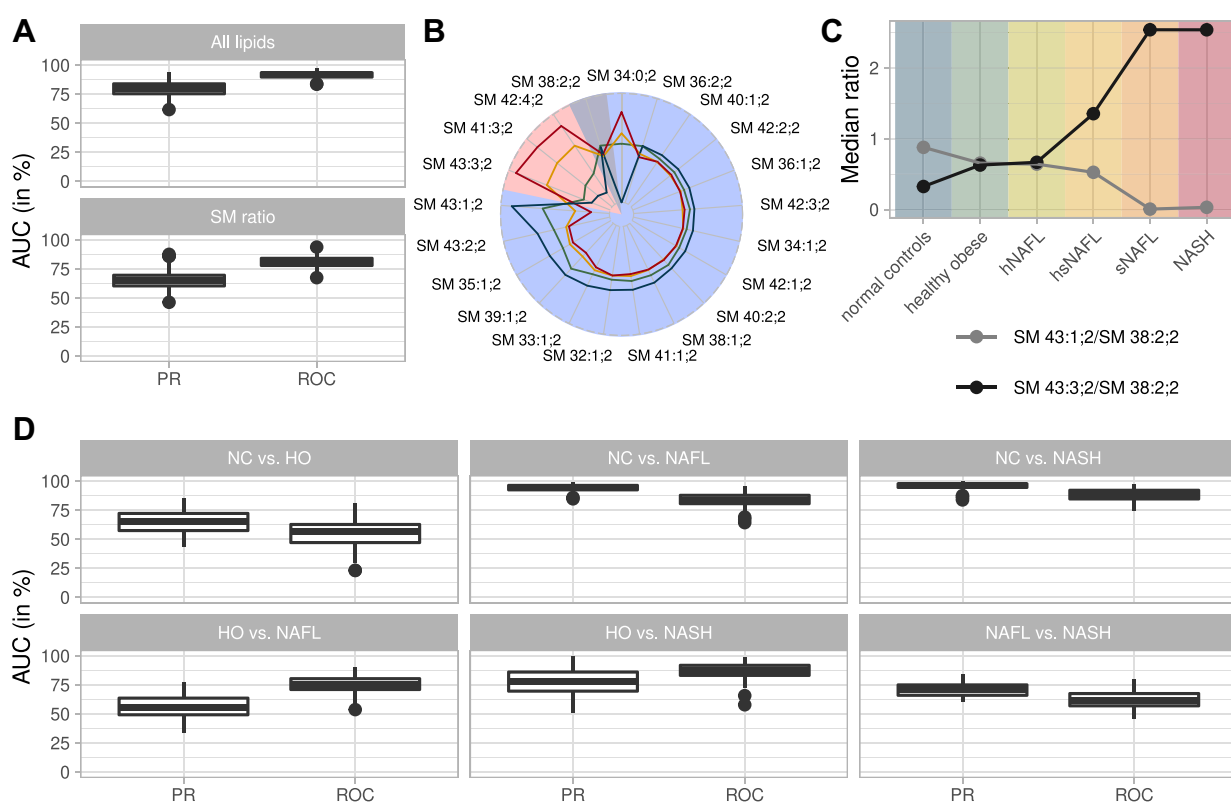 A
All lipids
100
75
50
25
0
SM ratio
100
75
50
25
0
AUC (in %)
PR
ROC
B
SM 34:0;2
SM 36:2;2
SM 40:1;2
SM 42:2;2
SM 36:1;2
SM 42:3;2
SM 34:1;2
SM 42:1;2
SM 40:2;2
SM 38:1;2
SM 41:1;2
SM 32:1;2
SM 33:1;2
SM 39:1;2
SM 35:1;2
SM 43:2;2
SM 43:1;2
SM 43:3;2
SM 41:3;2
SM 42:4;2
SM 38:2;2
C
Median ratio
2
1
0
normal controls
healthy obese
hNAFL
hsNAFL
sNAFL
NASH
SM 43:1;2/SM 38:2;2
SM 43:3;2/SM 38:2;2
D
NC vs. HO
NC vs. NAFL
NC vs. NASH
100
75
50
25
0
AUC (in %)
HO vs. NAFL
HO vs. NASH
NAFL vs. NASH
100
75
50
25
0
PR
ROC
PR
ROC
PR
ROC